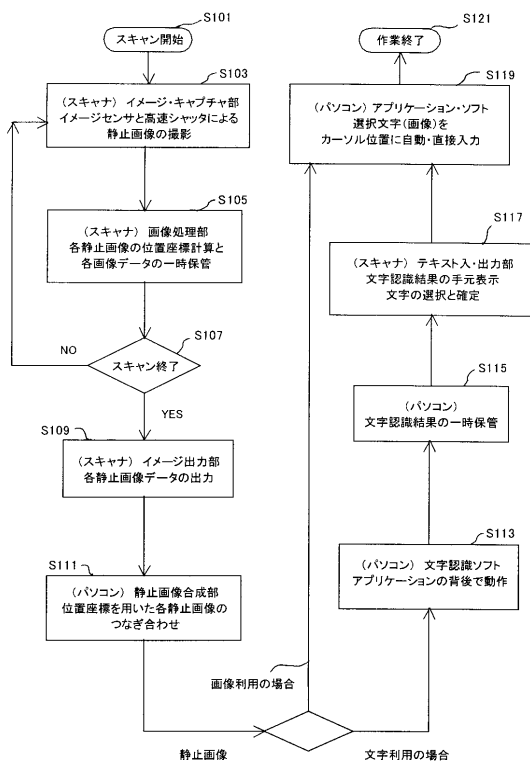 S101
スキャン開始
S103
(スキャナ) イメージ・キャプチャ部
イメージセンサと高速シャッタによる
静止画像の撮影
S105
(スキャナ) 画像処理部
各静止画像の位置座標計算と
各画像データの一時保管
S107
スキャン終了
NO
YES
S109
(スキャナ) イメージ出力部
各静止画像データの出力
S111
(パソコン) 静止画像合成部
位置座標を用いた各静止画像の
つなぎ合わせ
静止画像
画像利用の場合
文字利用の場合
S113
(パソコン) 文字認識ソフト
アプリケーションの背後で動作
S115
(パソコン)
文字認識結果の一時保管
S117
(スキャナ) テキスト入・出力部
文字認識結果の手元表示
文字の選択と確定
S119
(パソコン) アプリケーション・ソフト
選択文字(画像)を
カーソル位置に自動・直接入力
S121
作業終了